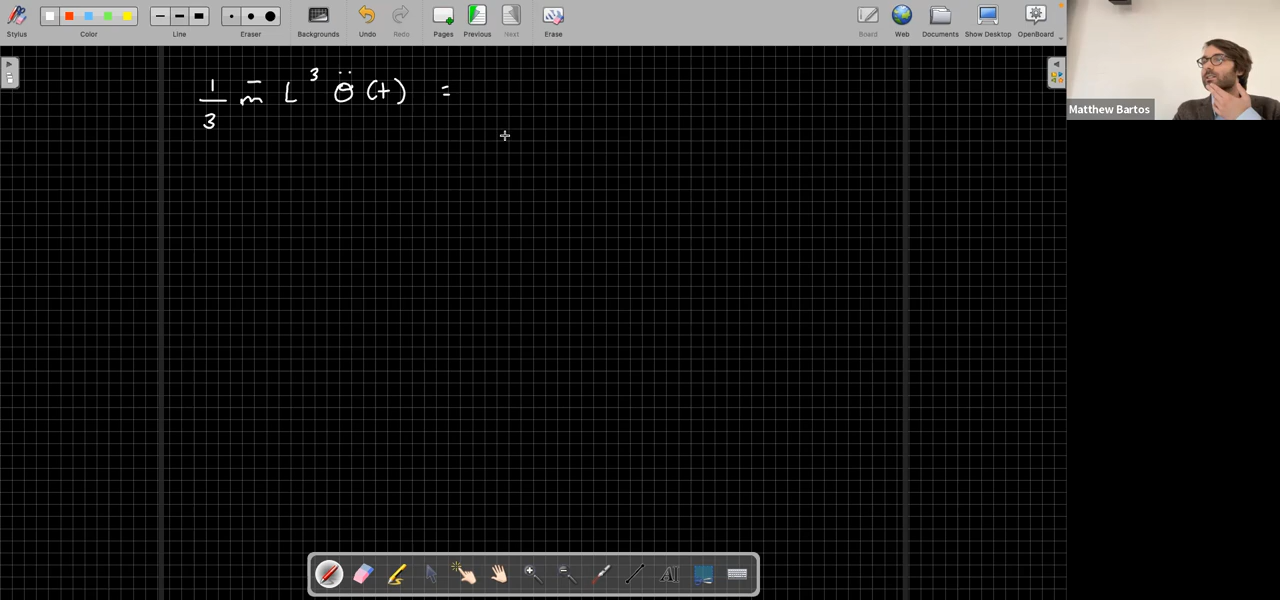 Stylus Color Line Eraser Backgrounds Undo Redo Pages Previous Next Erase Board Web Documents Show Desktop OpenBoard
1/3 m̄ L³ θ̈(t) =
Matthew Bartos